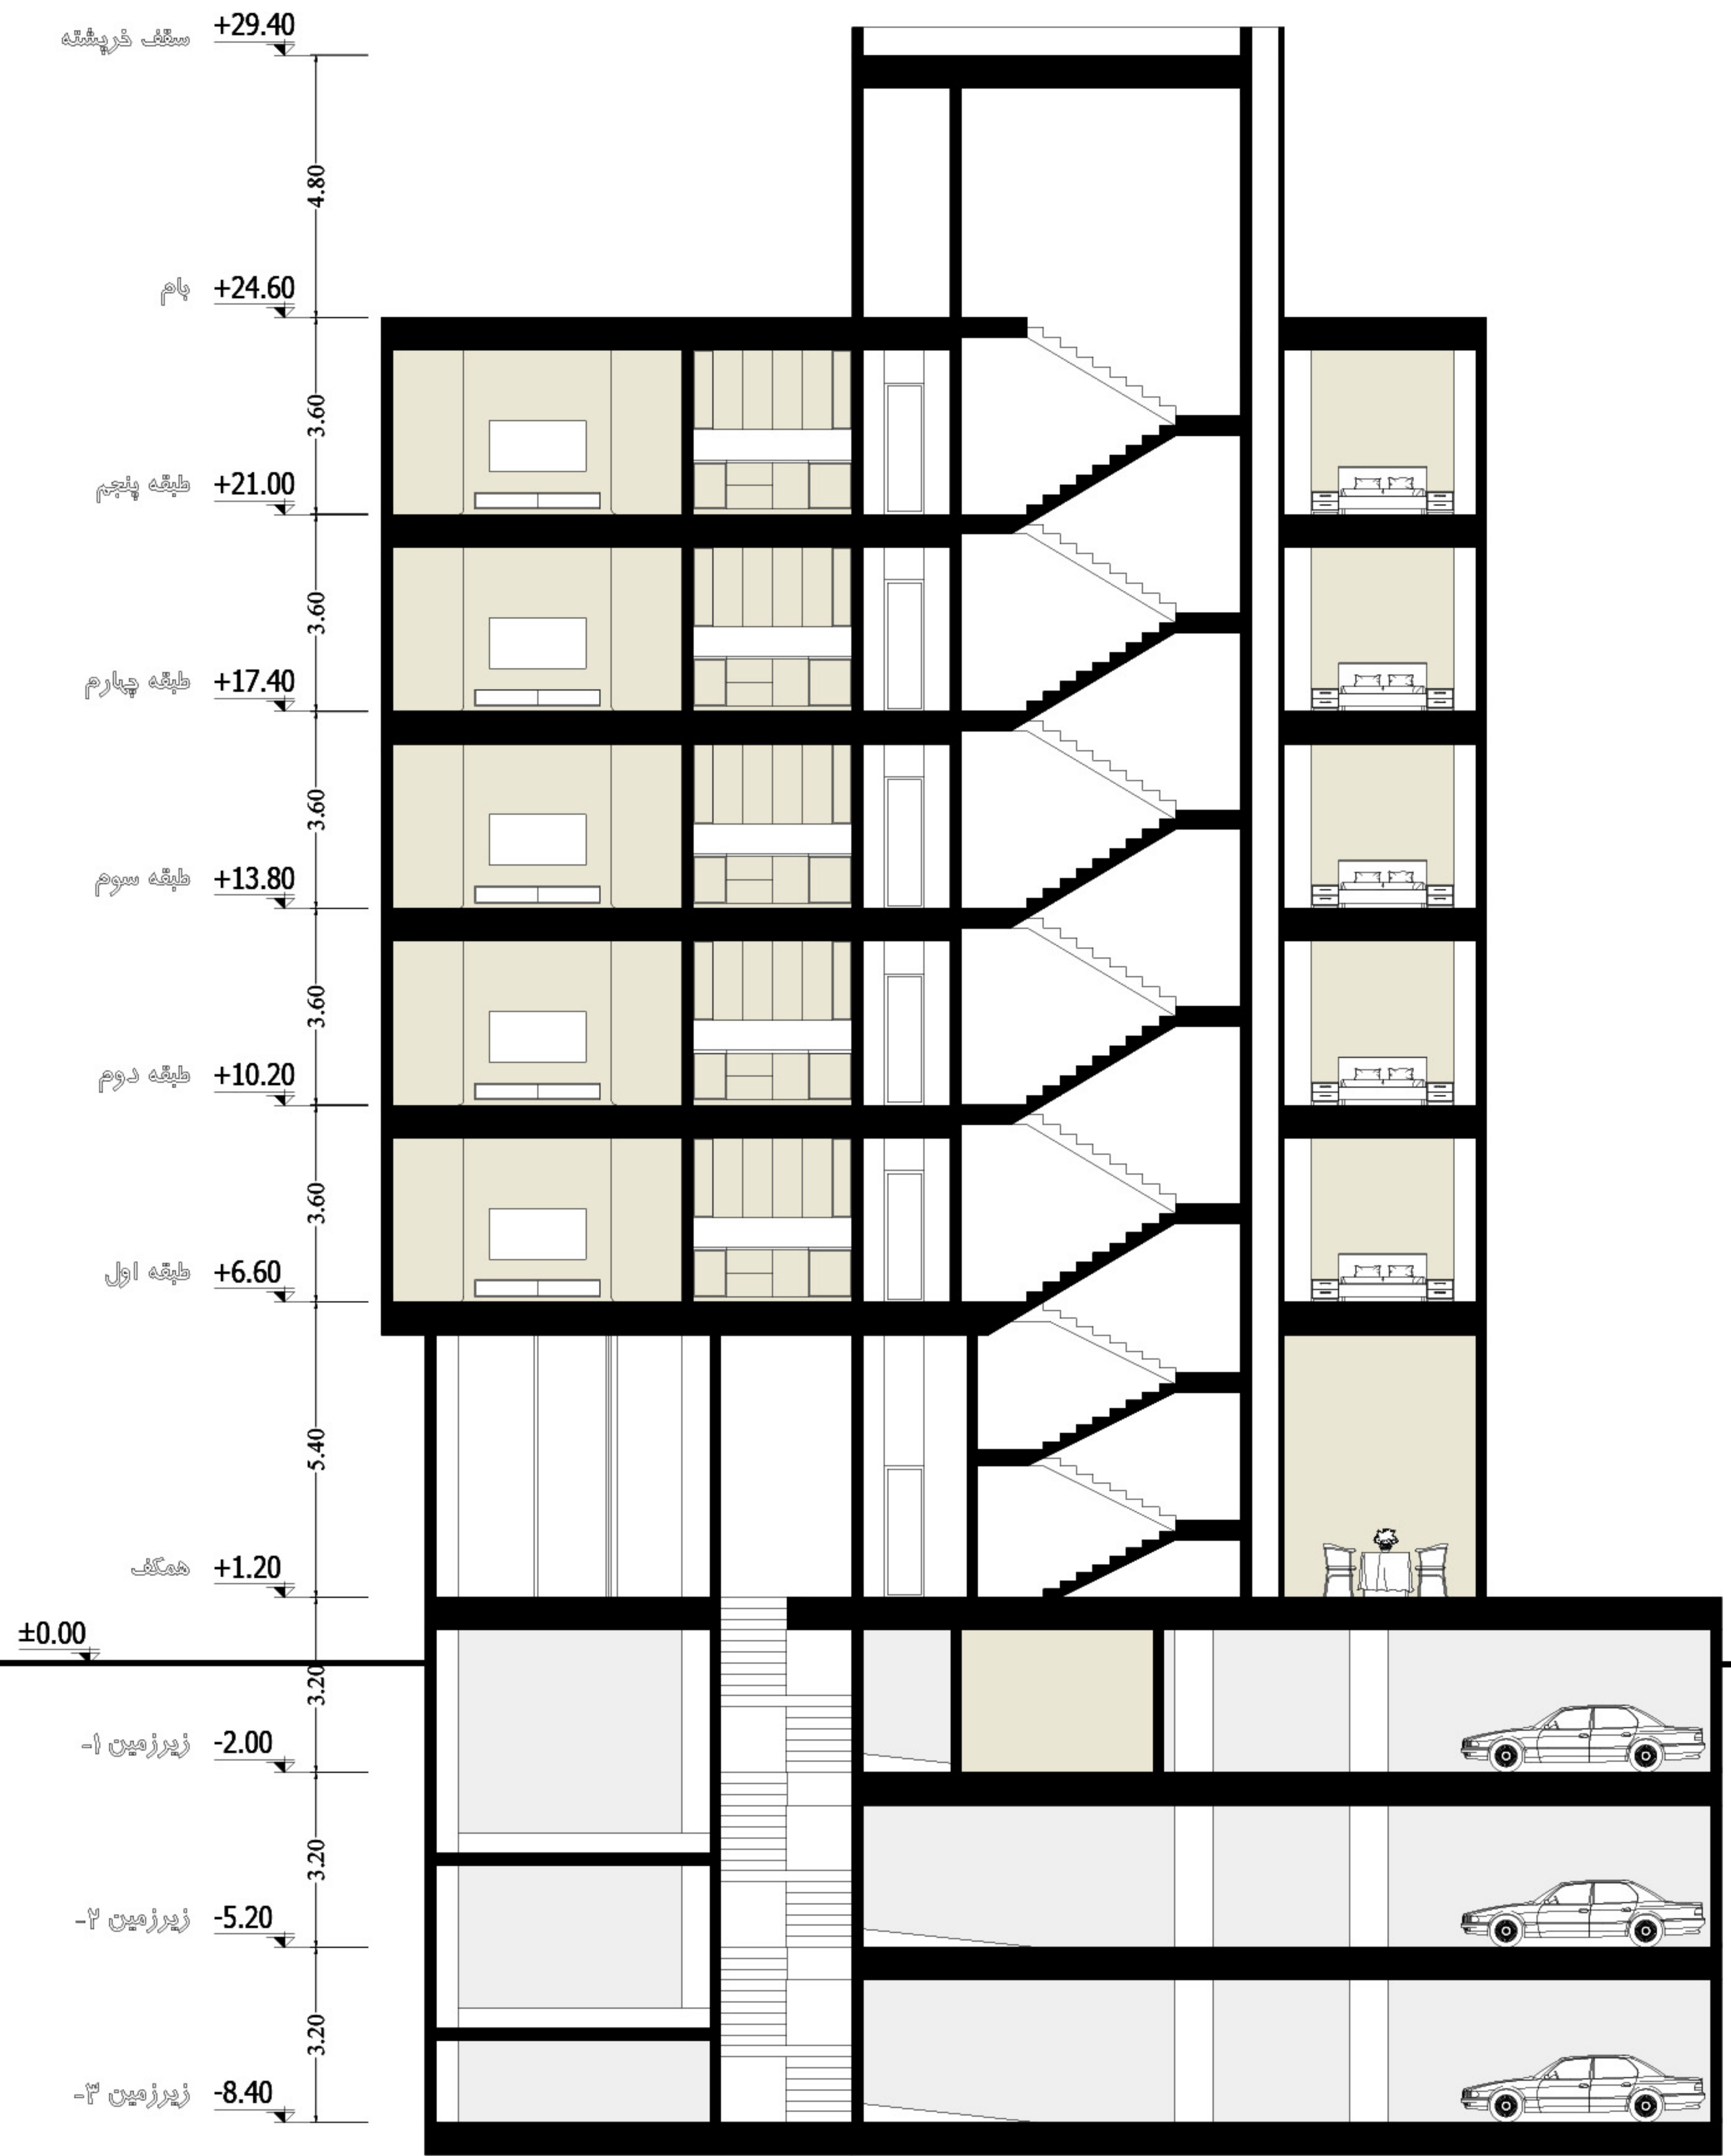 سقف خرپشته +29.40
4.80
بام +24.60
3.60
طبقه پنجم +21.00
3.60
طبقه چهارم +17.40
3.60
طبقه سوم +13.80
3.60
طبقه دوم +10.20
3.60
طبقه اول +6.60
5.40
همکف +1.20
±0.00
3.20
زیرزمین ۱- -2.00
3.20
زیرزمین ۲- -5.20
3.20
زیرزمین ۳- -8.40